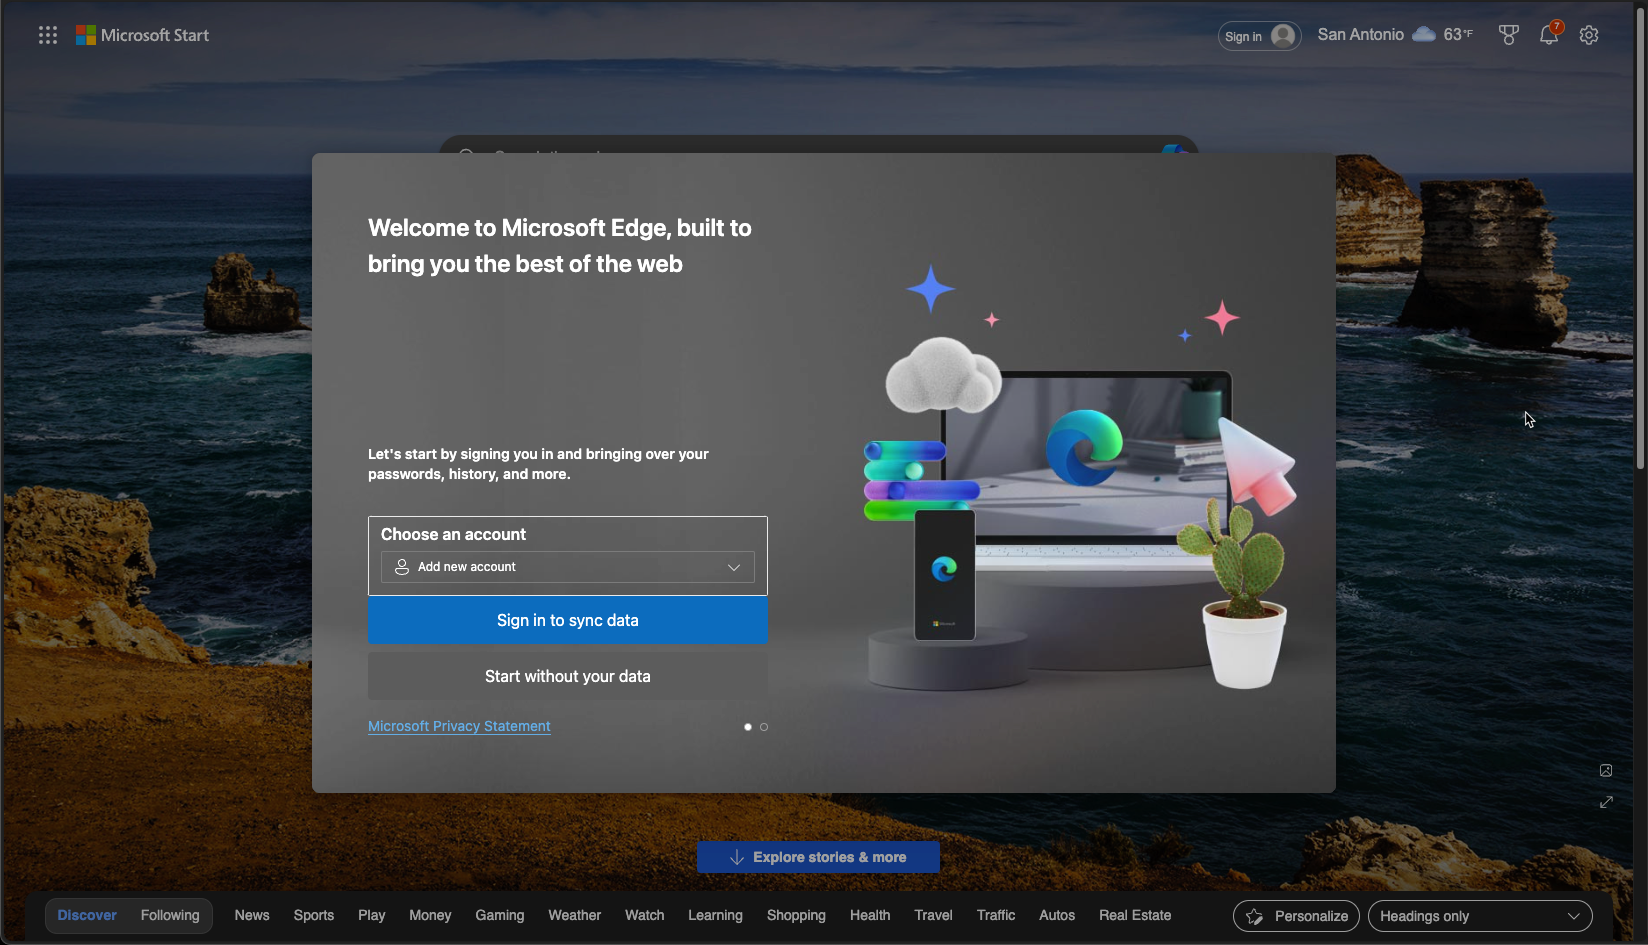 Microsoft Start
Sign in
San Antonio
63°F
7
Welcome to Microsoft Edge, built to
bring you the best of the web
Let's start by signing you in and bringing over your
passwords, history, and more.
Choose an account
Add new account
Sign in to sync data
Start without your data
Microsoft Privacy Statement
Microsoft
Explore stories & more
Discover
Following
News
Sports
Play
Money
Gaming
Weather
Watch
Learning
Shopping
Health
Travel
Traffic
Autos
Real Estate
Personalize
Headings only